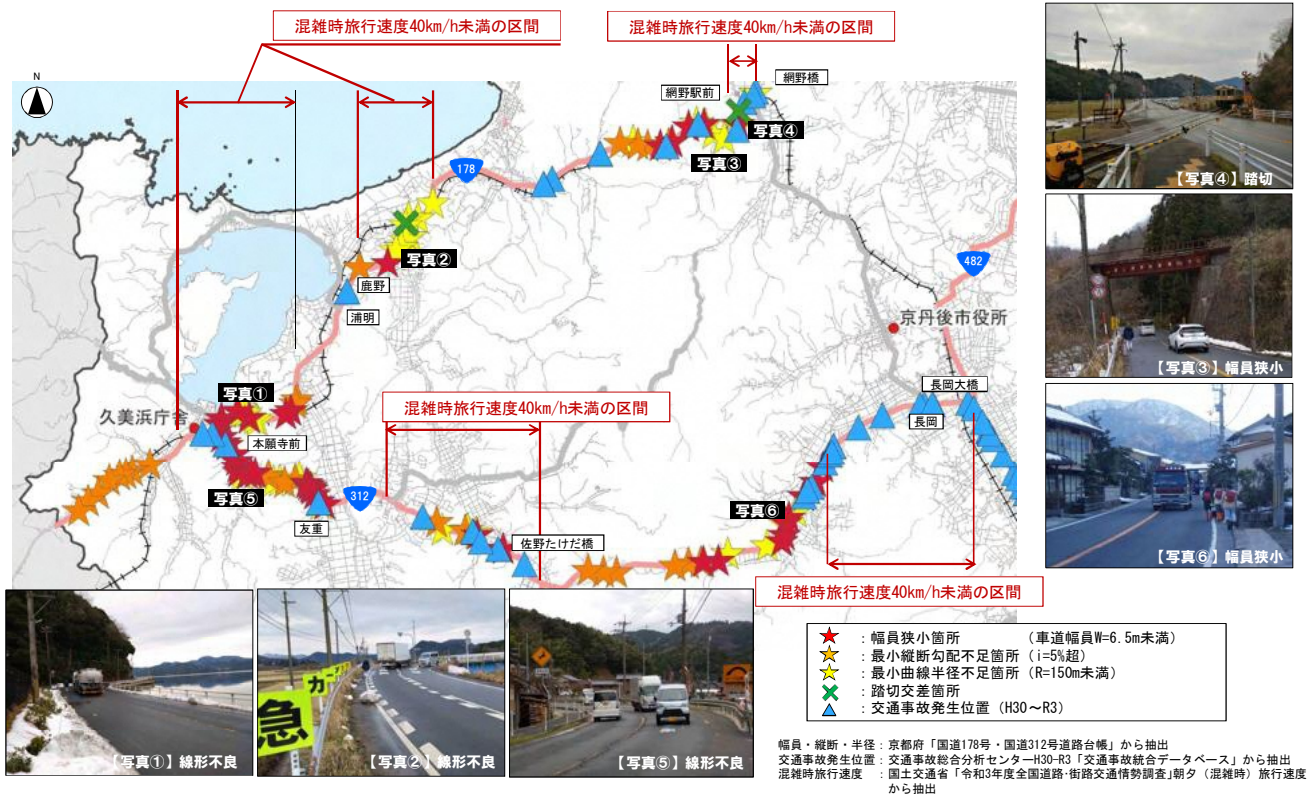 混雑時旅行速度40km/h未満の区間
混雑時旅行速度40km/h未満の区間
N
網野橋
網野駅前
写真④
写真③
178
写真②
鹿野
浦明
482
京丹後市役所
写真①
久美浜庁舎
本願寺前
混雑時旅行速度40km/h未満の区間
長岡大橋
長岡
写真⑤
312
友重
写真⑥
佐野たけだ橋
混雑時旅行速度40km/h未満の区間
【写真④】踏切
【写真③】幅員狭小
【写真⑥】幅員狭小
【写真①】線形不良
急
カー
【写真②】線形不良
【写真⑤】線形不良
：幅員狭小箇所　（車道幅員W=6.5m未満）
：最小縦断勾配不足箇所（i=5%超）
：最小曲線半径不足箇所（R=150m未満）
：踏切交差箇所
：交通事故発生位置（H30～R3）
幅員・縦断・半径：京都府「国道178号・国道312号道路台帳」から抽出
交通事故発生位置：交通事故総合分析センターH30-R3「交通事故統合データベース」から抽出
混雑時旅行速度　：国土交通省「令和3年度全国道路・街路交通情勢調査」朝夕（混雑時）旅行速度
から抽出